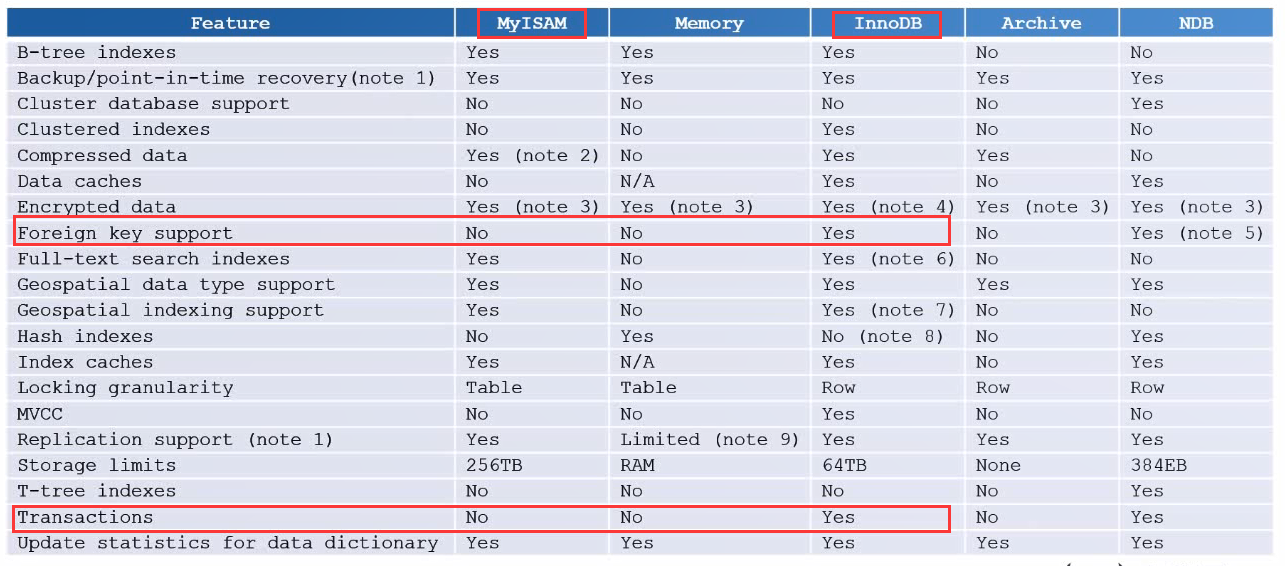 Feature MyISAM Memory InnoDB Archive NDB
B-tree indexes Yes Yes Yes No No
Backup/point-in-time recovery(note 1) Yes Yes Yes Yes Yes
Cluster database support No No No No Yes
Clustered indexes No No Yes No No
Compressed data Yes (note 2) No Yes Yes No
Data caches No N/A Yes No Yes
Encrypted data Yes (note 3) Yes (note 3) Yes (note 4) Yes (note 3) Yes (note 3)
Foreign key support No No Yes No Yes (note 5)
Full-text search indexes Yes No Yes (note 6) No No
Geospatial data type support Yes No Yes Yes Yes
Geospatial indexing support Yes No Yes (note 7) No No
Hash indexes No Yes No (note 8) No Yes
Index caches Yes N/A Yes No Yes
Locking granularity Table Table Row Row Row
MVCC No No Yes No No
Replication support (note 1) Yes Limited (note 9) Yes Yes Yes
Storage limits 256TB RAM 64TB None 384EB
T-tree indexes No No No No Yes
Transactions No No Yes No Yes
Update statistics for data dictionary Yes Yes Yes Yes Yes